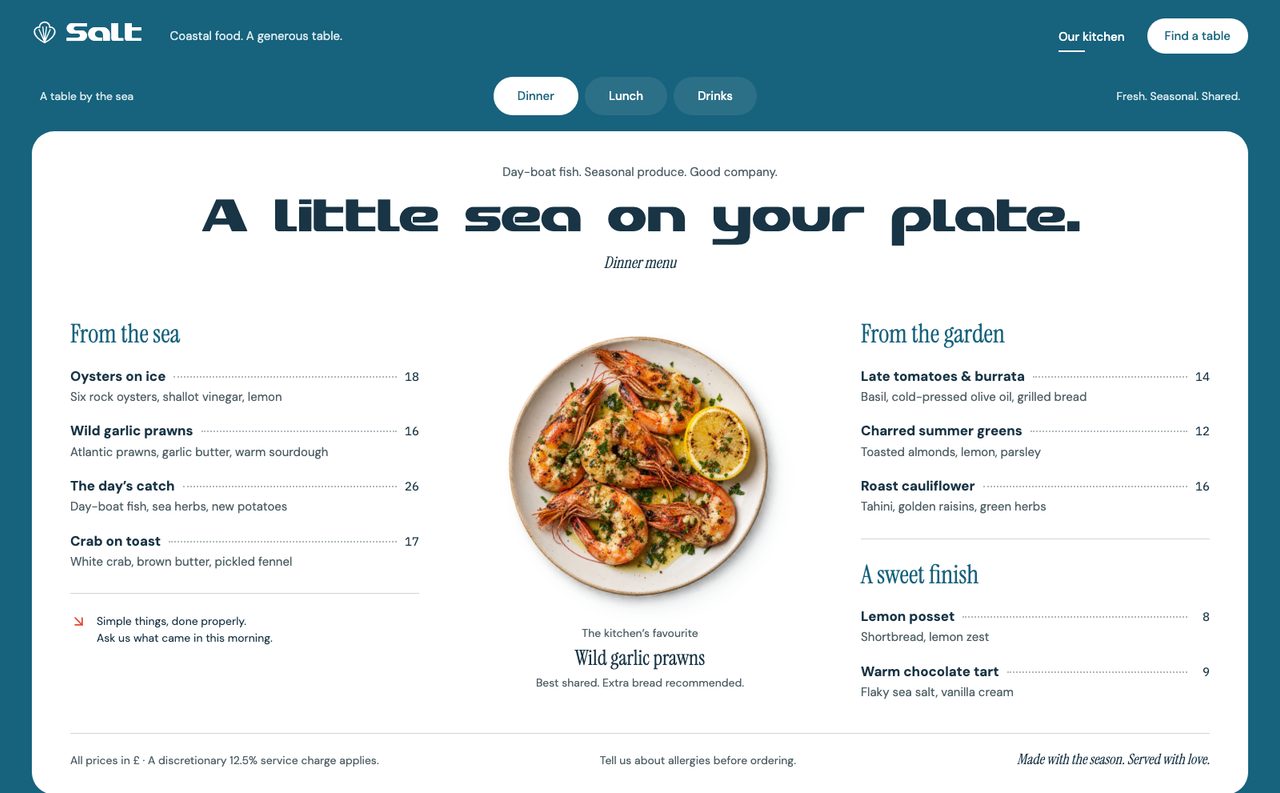 Salt
Coastal food. A generous table.
Our kitchen
Find a table
A table by the sea
Dinner
Lunch
Drinks
Fresh. Seasonal. Shared.
Day-boat fish. Seasonal produce. Good company.
A little sea on your plate.
Dinner menu
From the sea
Oysters on ice 18
Six rock oysters, shallot vinegar, lemon
Wild garlic prawns 16
Atlantic prawns, garlic butter, warm sourdough
The day’s catch 26
Day-boat fish, sea herbs, new potatoes
Crab on toast 17
White crab, brown butter, pickled fennel
Simple things, done properly.
Ask us what came in this morning.
The kitchen’s favourite
Wild garlic prawns
Best shared. Extra bread recommended.
From the garden
Late tomatoes & burrata 14
Basil, cold-pressed olive oil, grilled bread
Charred summer greens 12
Toasted almonds, lemon, parsley
Roast cauliflower 16
Tahini, golden raisins, green herbs
A sweet finish
Lemon posset 8
Shortbread, lemon zest
Warm chocolate tart 9
Flaky sea salt, vanilla cream
All prices in £ · A discretionary 12.5% service charge applies.
Tell us about allergies before ordering.
Made with the season. Served with love.